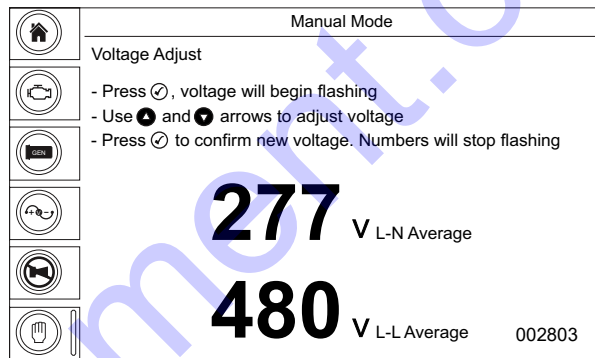 Manual Mode
Voltage Adjust
- Press ✓, voltage will begin flashing
- Use ▲ and ▼ arrows to adjust voltage
- Press ✓ to confirm new voltage. Numbers will stop flashing
GEN
277 V L-N Average
480 V L-L Average
002803
ment.c